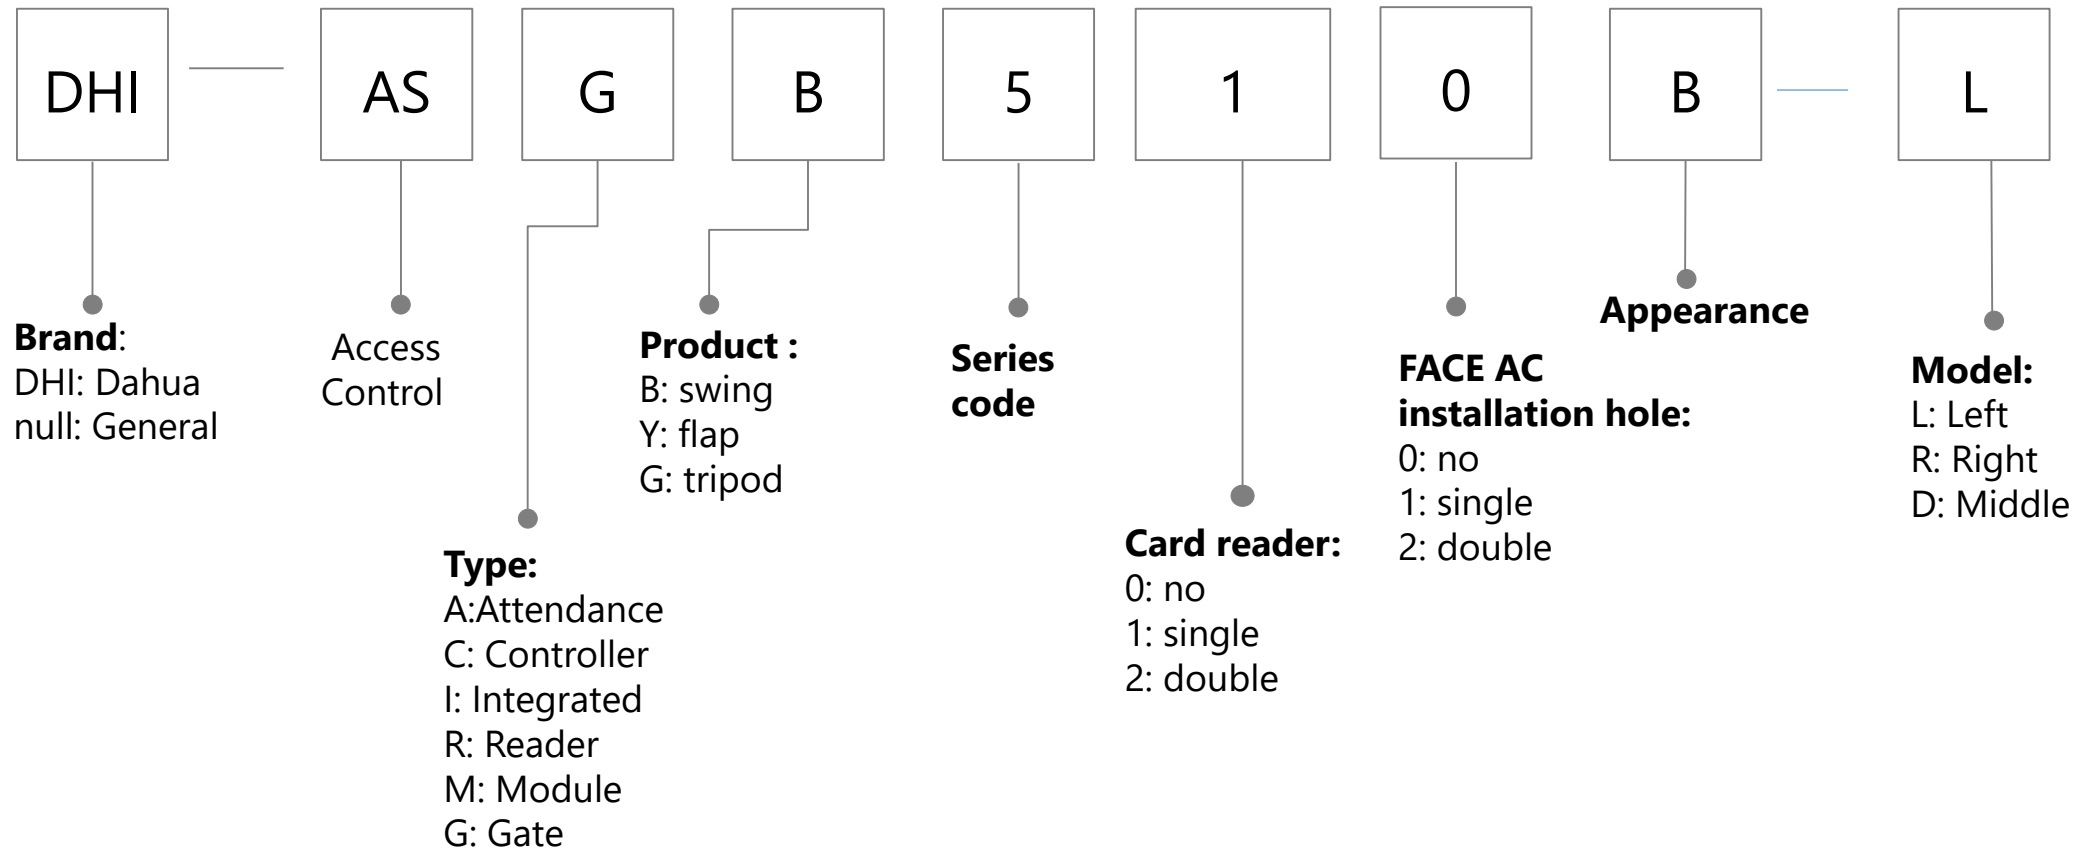 DHI AS G B 5 1 0 B L
Brand:
DHI: Dahua
null: General
Access
Control
Type:
A:Attendance
C: Controller
I: Integrated
R: Reader
M: Module
G: Gate
Product :
B: swing
Y: flap
G: tripod
Series
code
Card reader:
0: no
1: single
2: double
FACE AC
installation hole:
0: no
1: single
2: double
Appearance
Model:
L: Left
R: Right
D: Middle